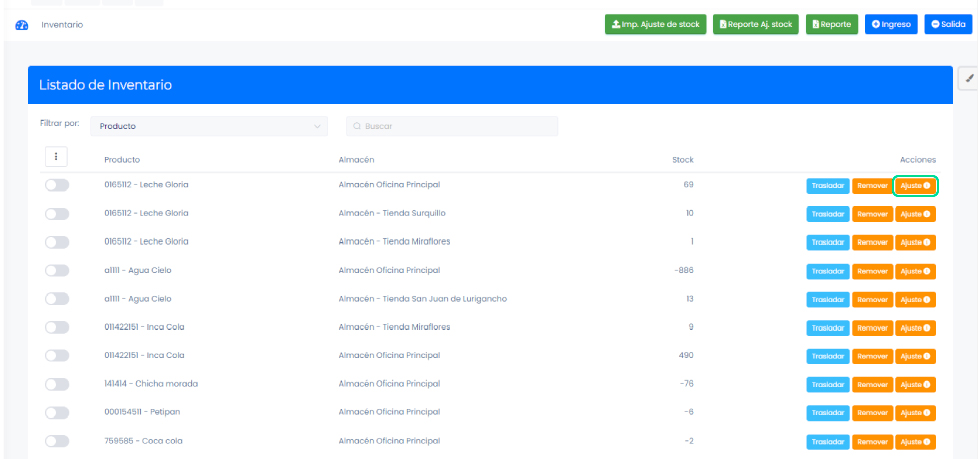 Inventario Imp. Ajuste de stock Reporte Aj. stock Reporte Ingreso Salida
Listado de Inventario
Filtrar por: Producto Buscar
Producto Almacén Stock Acciones
0165112 - Leche Gloria Almacén Oficina Principal 69 Trasladar Remover Ajuste
0165112 - Leche Gloria Almacén - Tienda Surquillo 10 Trasladar Remover Ajuste
0165112 - Leche Gloria Almacén - Tienda Miraflores 1 Trasladar Remover Ajuste
a1111 - Agua Cielo Almacén Oficina Principal -886 Trasladar Remover Ajuste
a1111 - Agua Cielo Almacén - Tienda San Juan de Lurigancho 13 Trasladar Remover Ajuste
011422151 - Inca Cola Almacén - Tienda Miraflores 9 Trasladar Remover Ajuste
011422151 - Inca Cola Almacén Oficina Principal 490 Trasladar Remover Ajuste
141414 - Chicha morada Almacén Oficina Principal -76 Trasladar Remover Ajuste
000154511 - Petipan Almacén Oficina Principal -6 Trasladar Remover Ajuste
759585 - Coca cola Almacén Oficina Principal -2 Trasladar Remover Ajuste